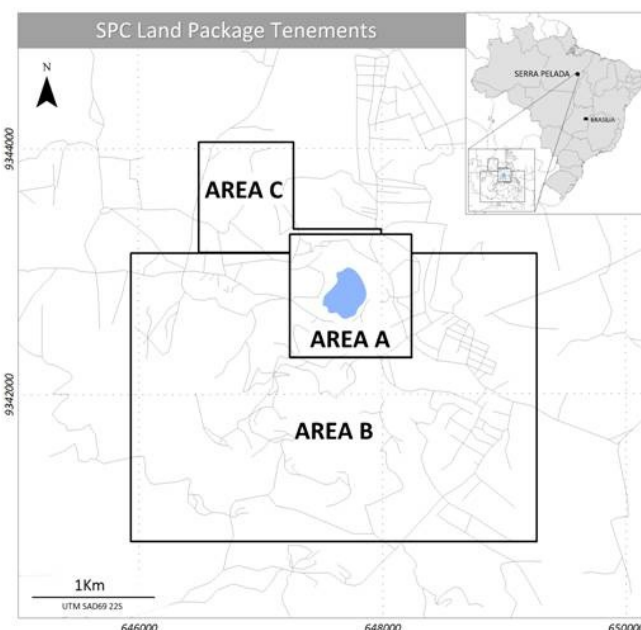 SPC Land Package Tenements
N
SERRA PELADA
BRASILIA
9344000
AREA C
AREA A
9342000
AREA B
1Km
UTM SAD69 22S
646000
648000
650000